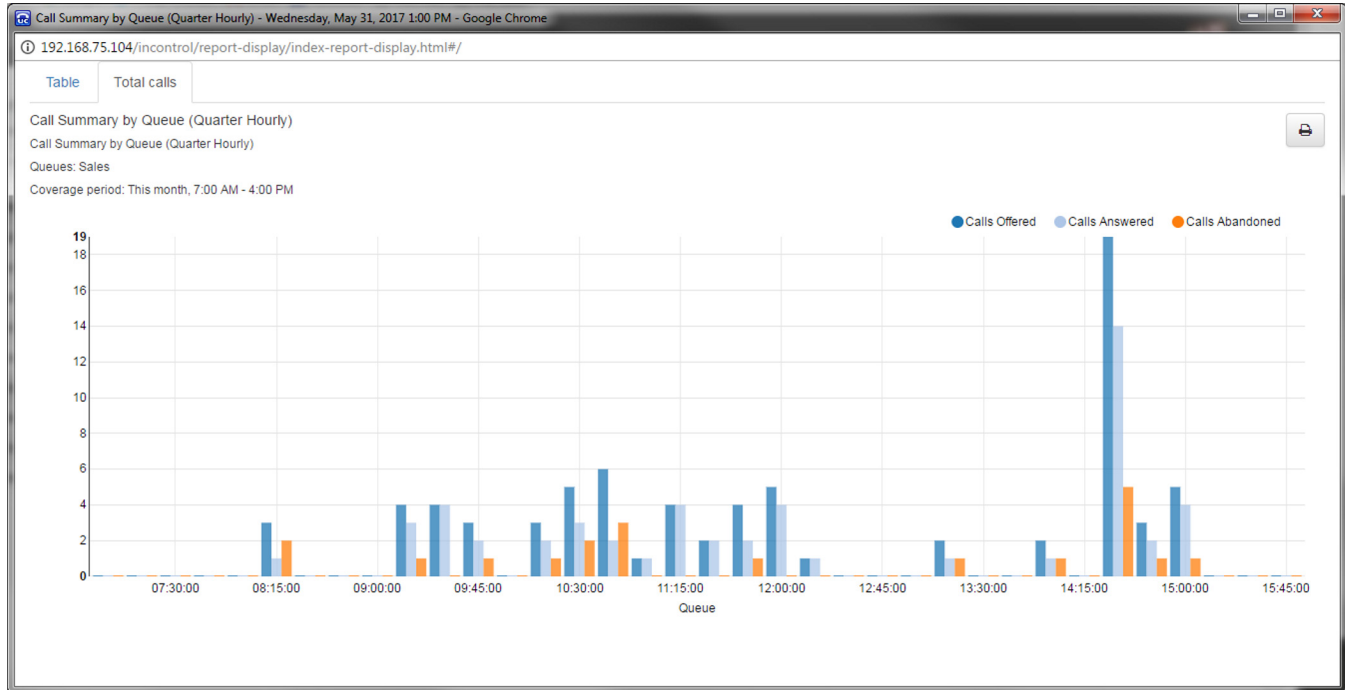 Call Summary by Queue (Quarter Hourly) - Wednesday, May 31, 2017 1:00 PM - Google Chrome
192.168.75.104/incontrol/report-display/index-report-display.html#/
Table Total calls
Call Summary by Queue (Quarter Hourly)
Call Summary by Queue (Quarter Hourly)
Queues: Sales
Coverage period: This month, 7:00 AM - 4:00 PM
Calls Offered Calls Answered Calls Abandoned
19
18
16
14
12
10
8
6
4
2
0
07:30:00 08:15:00 09:00:00 09:45:00 10:30:00 11:15:00 12:00:00 12:45:00 13:30:00 14:15:00 15:00:00 15:45:00
Queue